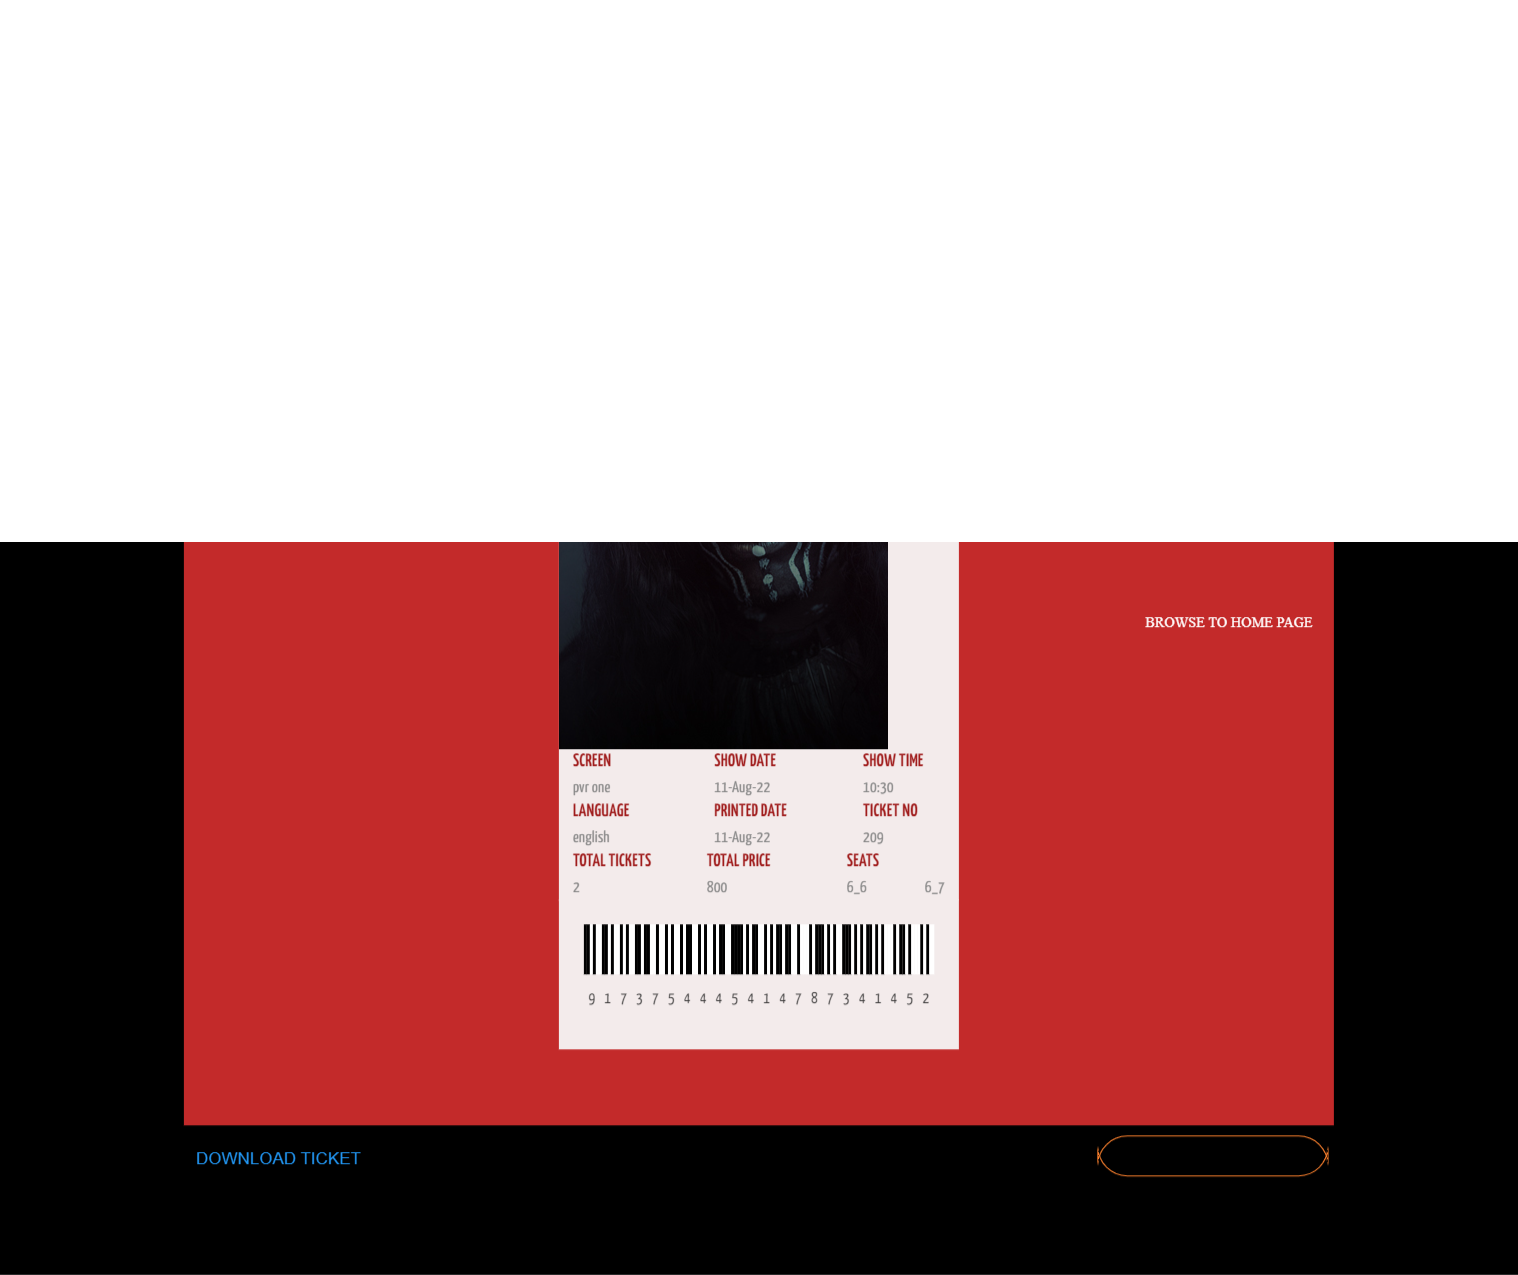 BROWSE TO HOME PAGE
SCREEN SHOW DATE SHOW TIME
pvr one 11-Aug-22 10:30
LANGUAGE PRINTED DATE TICKET NO
english 11-Aug-22 209
TOTAL TICKETS TOTAL PRICE SEATS
2 800 6_6 6_7
9 1 7 3 7 5 4 4 4 5 4 1 4 7 8 7 3 4 1 4 5 2
DOWNLOAD TICKET